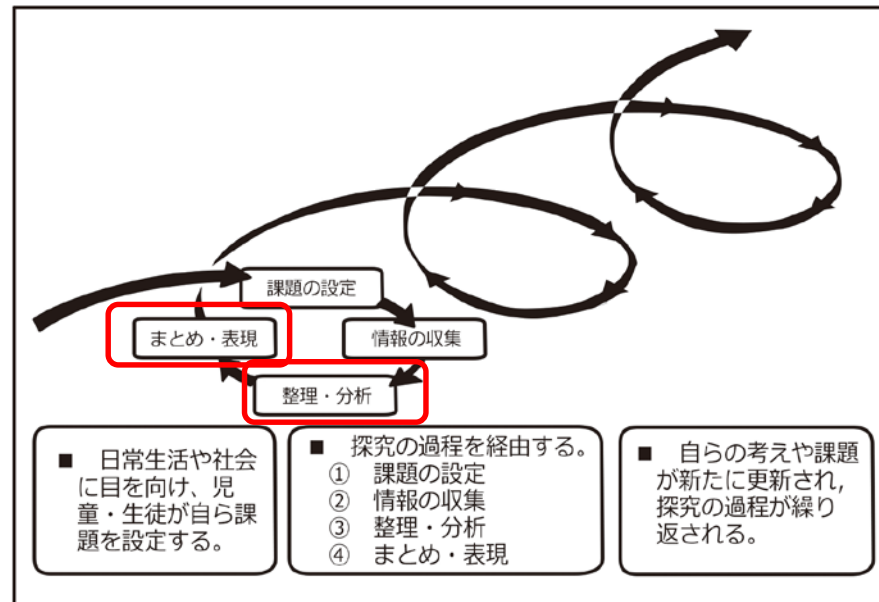 課題の設定
まとめ・表現
情報の収集
整理・分析
■ 日常生活や社会
に目を向け、児
童・生徒が自ら課
題を設定する。
■ 探究の過程を経由する。
① 課題の設定
② 情報の収集
③ 整理・分析
④ まとめ・表現
■ 自らの考えや課題
が新たに更新され,
探究の過程が繰り
返される。